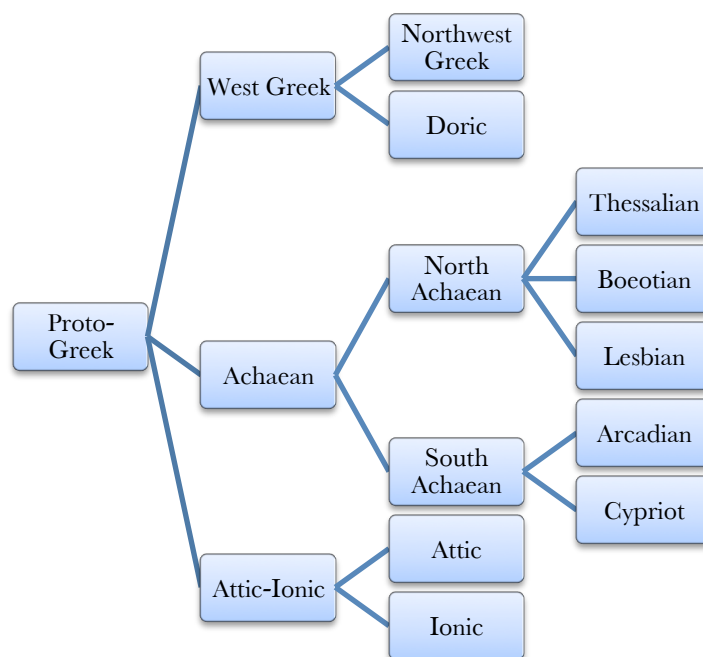 Northwest
Greek
West Greek
Doric
Thessalian
North
Achaean
Boeotian
Proto-
Greek
Lesbian
Achaean
Arcadian
South
Achaean
Cypriot
Attic
Attic-Ionic
Ionic